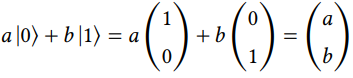 a |0⟩ + b |1⟩ = a (1 0) + b (0 1) = (a b)